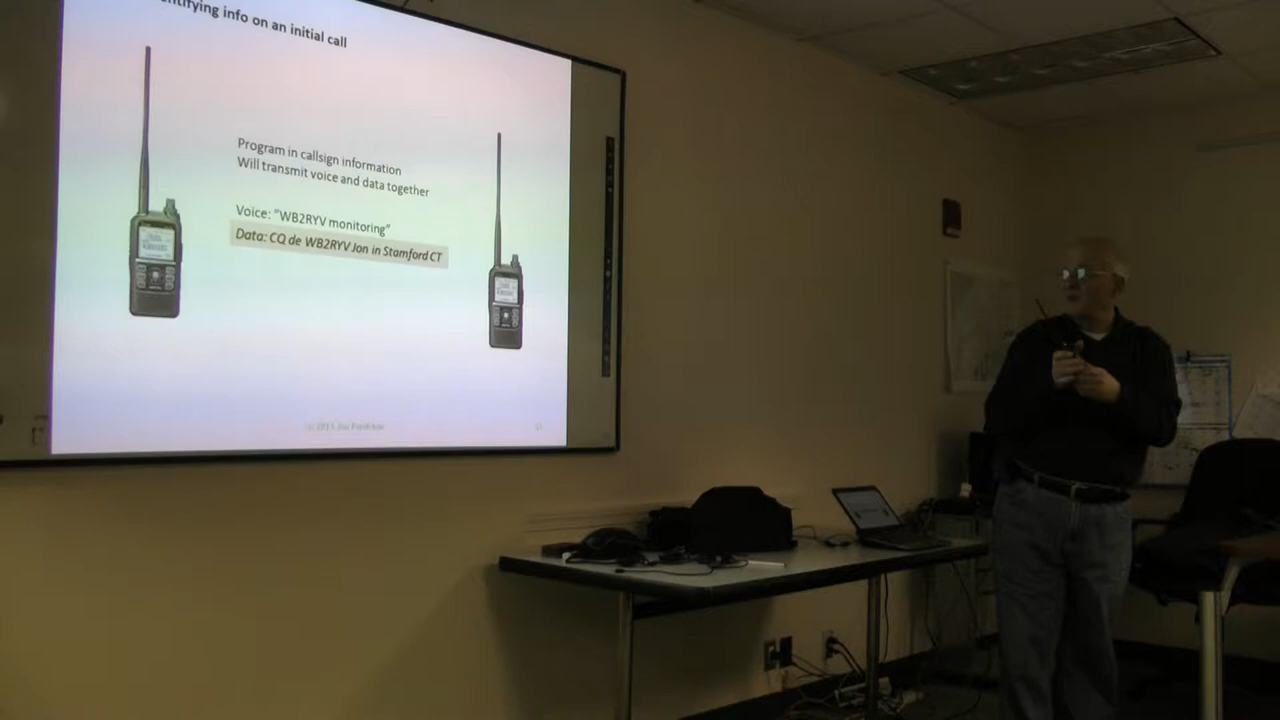 info on an initial call
Program in callsign information
Will transmit voice and data together
Voice: "WB2RYV monitoring"
Data: CQ de WB2RYV Jon in Stamford CT